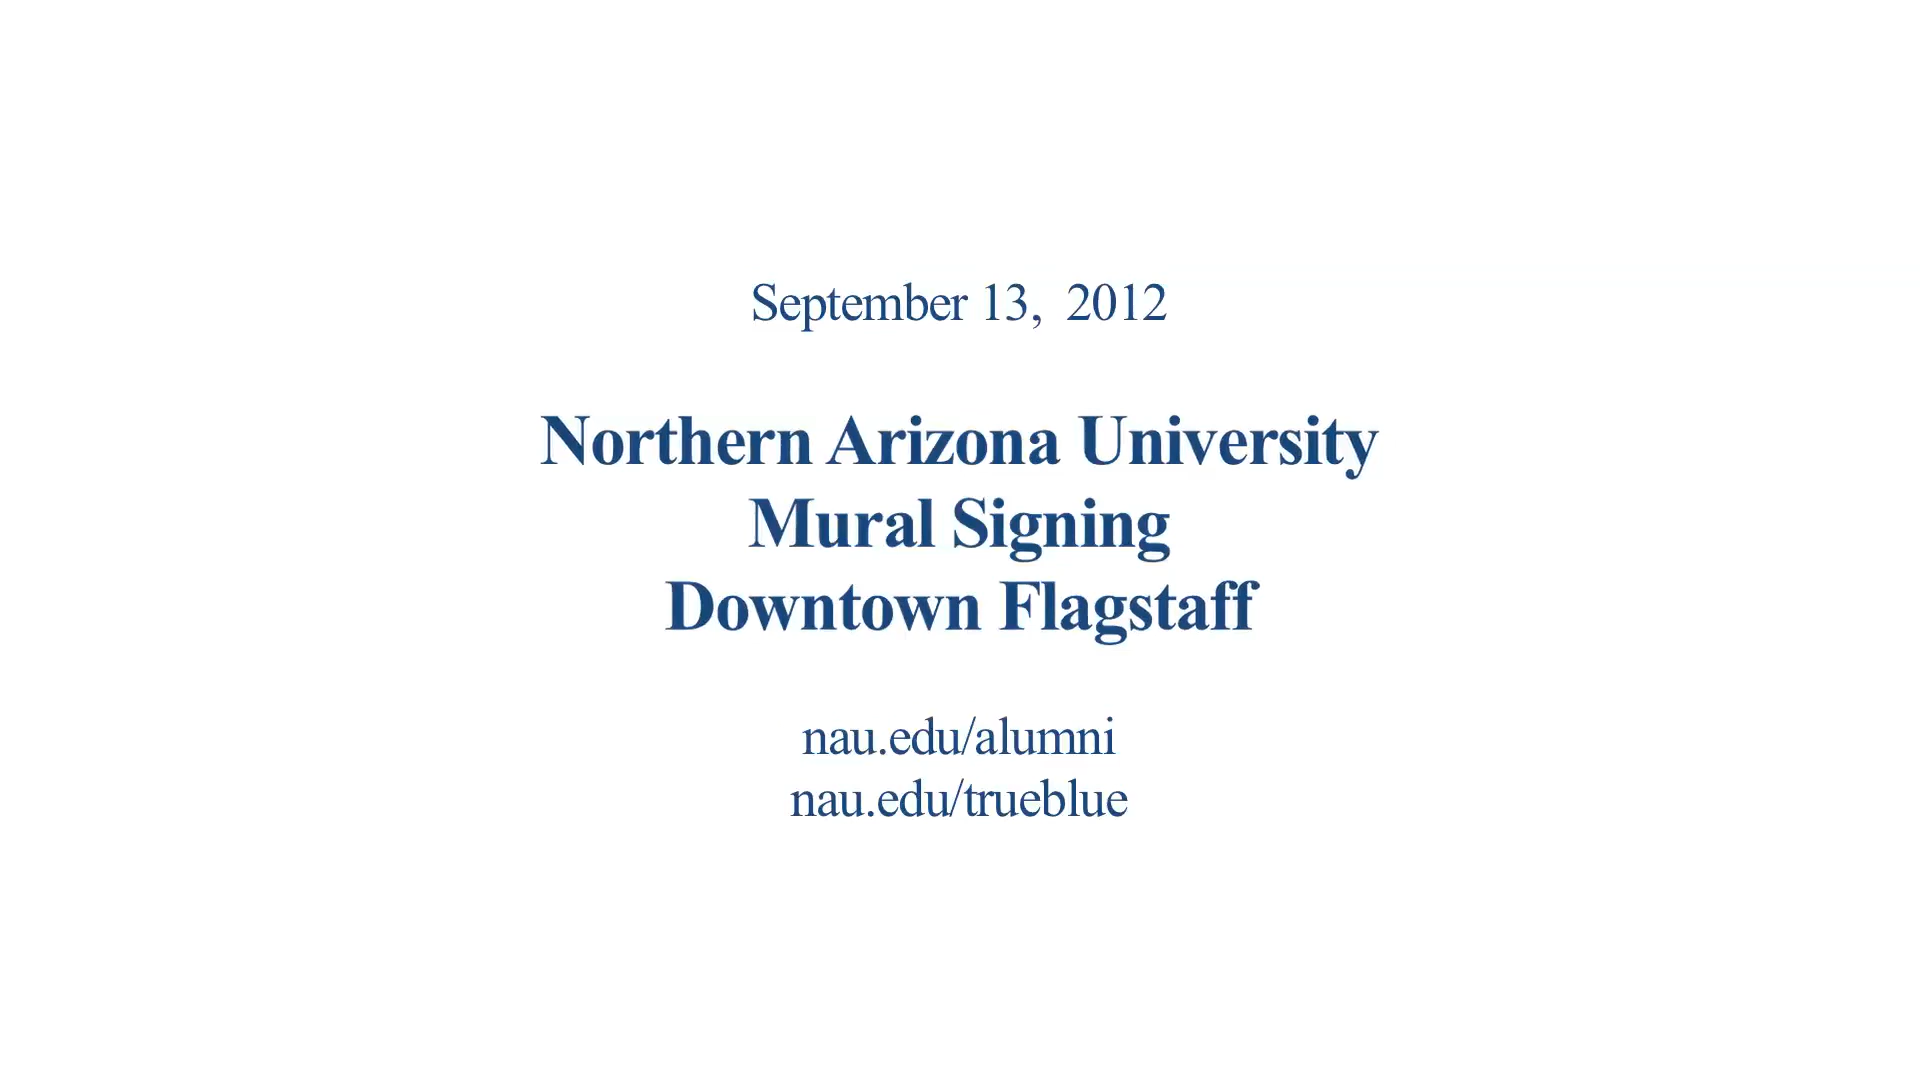 September 13, 2012
Northern Arizona University
Mural Signing
Downtown Flagstaff
nau.edu/alumni
nau.edu/trueblue